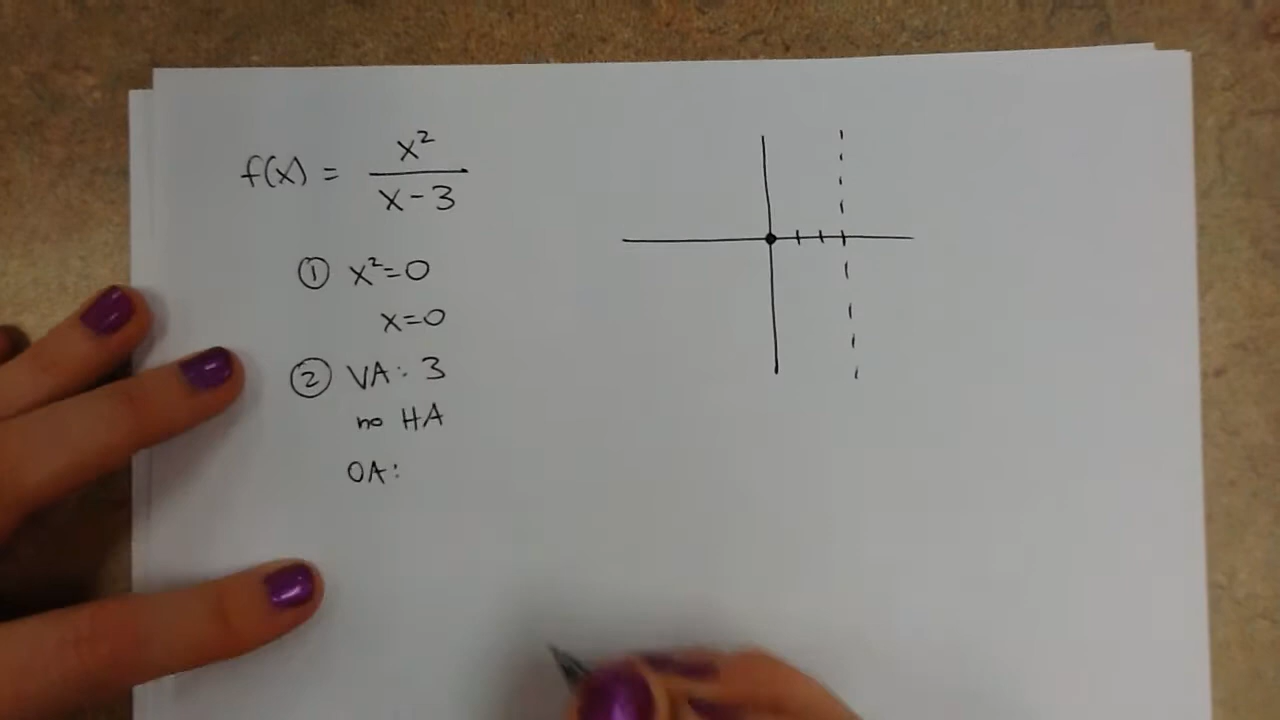 f(x) = x²/(x-3)
① x²=0
x=0
② VA: 3
no HA
OA: